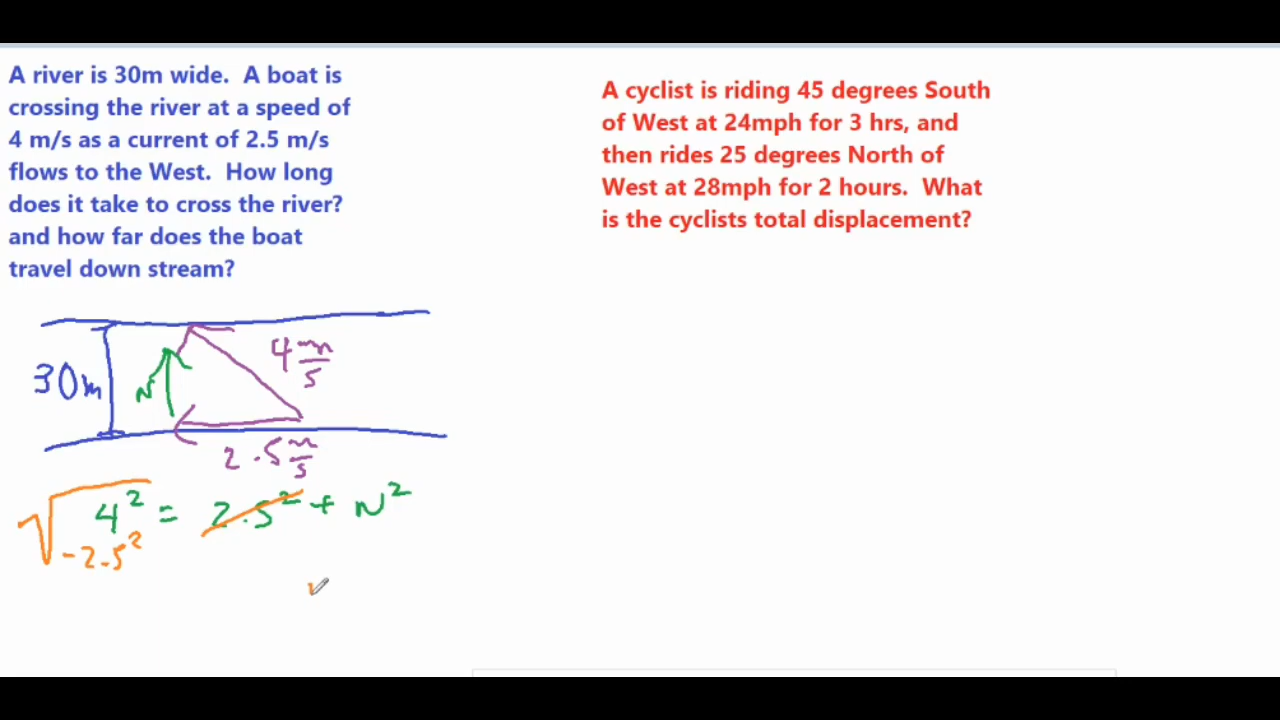 A river is 30m wide. A boat is
crossing the river at a speed of
4 m/s as a current of 2.5 m/s
flows to the West. How long
does it take to cross the river?
and how far does the boat
travel down stream?
A cyclist is riding 45 degrees South
of West at 24mph for 3 hrs, and
then rides 25 degrees North of
West at 28mph for 2 hours. What
is the cyclists total displacement?
30m
N
4 m/s
2.5 m/s
√ 4² = 2.5² + N²
-2.5²